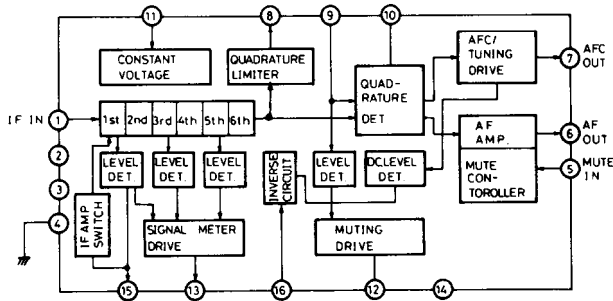 11
8
9
10
CONSTANT
VOLTAGE
QUADRATURE
LIMITER
QUAD-
RATURE
DET
AFC/
TUNING
DRIVE
7
AFC
OUT
IF IN
1
1st
2nd
3rd
4th
5th
6th
AF
AMP.
6
AF
OUT
2
LEVEL
DET.
LEVEL
DET.
LEVEL
DET.
INVERSE
CIRCUIT
LEVEL
DET.
DC LEVEL
DET.
MUTE
CON-
TOROLLER
5
MUTE
IN
3
4
IF AMP
SWITCH
SIGNAL METER
DRIVE
MUTING
DRIVE
15
13
16
12
14